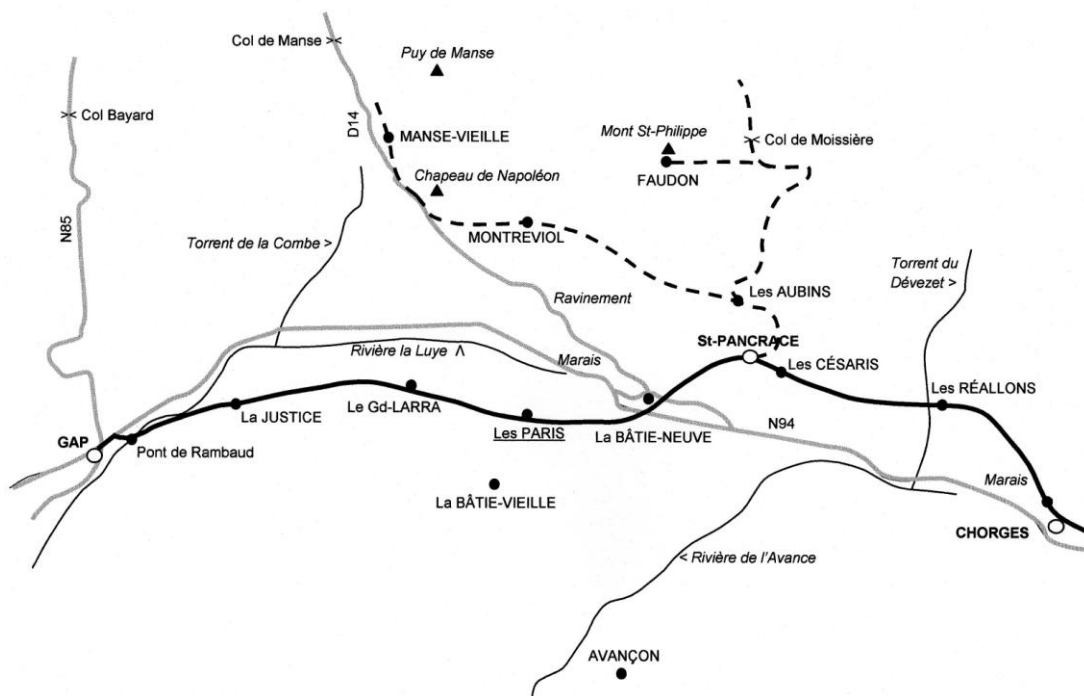 Col de Manse
Puy de Manse
Col Bayard
D14
MANSE-VIEILLE
Mont St-Philippe
Col de Moissière
FAUDON
Chapeau de Napoléon
N85
MONTREVIOL
Torrent de la Combe >
Torrent du
Dévezet >
Les AUBINS
Ravinement
St-PANCRACE
Rivière la Luye Λ
Marais
Les CÉSARIS
Les RÉALLONS
Le Gd-LARRA
La JUSTICE
Les PARIS
La BÂTIE-NEUVE
N94
GAP
Pont de Rambaud
Marais
La BÂTIE-VIEILLE
CHORGES
< Rivière de l'Avance
AVANÇON